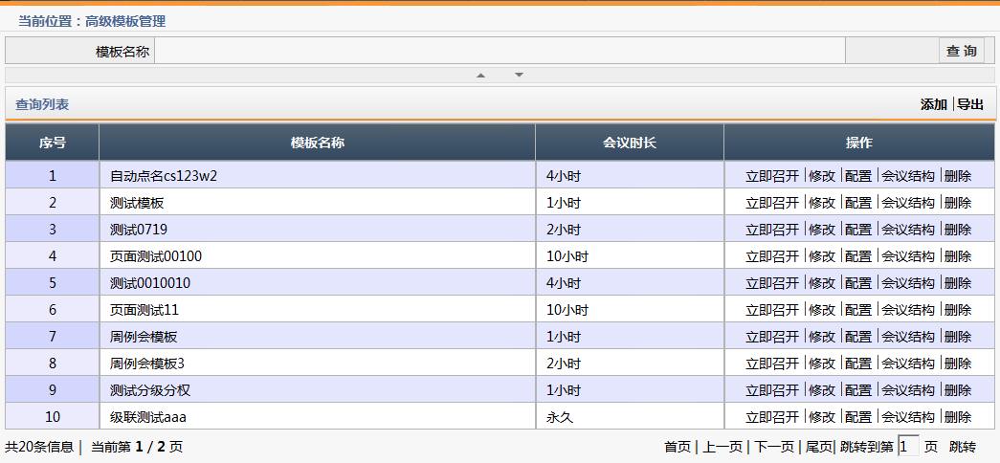 当前位置：高级模板管理
模板名称 查 询
查询列表 添加 | 导出
序号 模板名称 会议时长 操作
1 自动点名cs123w2 4小时 立即召开 | 修改 | 配置 | 会议结构 | 删除
2 测试模板 1小时 立即召开 | 修改 | 配置 | 会议结构 | 删除
3 测试0719 2小时 立即召开 | 修改 | 配置 | 会议结构 | 删除
4 页面测试00100 10小时 立即召开 | 修改 | 配置 | 会议结构 | 删除
5 测试0010010 4小时 立即召开 | 修改 | 配置 | 会议结构 | 删除
6 页面测试11 10小时 立即召开 | 修改 | 配置 | 会议结构 | 删除
7 周例会模板 1小时 立即召开 | 修改 | 配置 | 会议结构 | 删除
8 周例会模板3 2小时 立即召开 | 修改 | 配置 | 会议结构 | 删除
9 测试分级分权 1小时 立即召开 | 修改 | 配置 | 会议结构 | 删除
10 级联测试aaa 永久 立即召开 | 修改 | 配置 | 会议结构 | 删除
共20条信息 | 当前第 1 / 2 页 首页 | 上一页 | 下一页 | 尾页 | 跳转到第 1 页 跳转